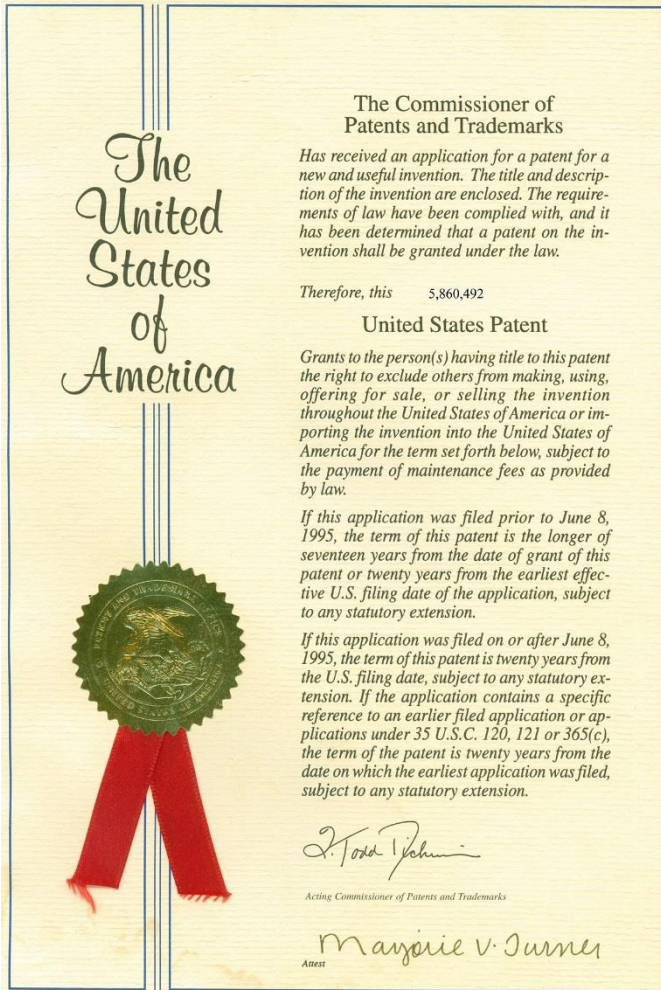 The
United
States
of
America
The Commissioner of
Patents and Trademarks
Has received an application for a patent for a
new and useful invention. The title and descrip-
tion of the invention are enclosed. The require-
ments of law have been complied with, and it
has been determined that a patent on the in-
vention shall be granted under the law.
Therefore, this 5,860,492
United States Patent
Grants to the person(s) having title to this patent
the right to exclude others from making, using,
offering for sale, or selling the invention
throughout the United States of America or im-
porting the invention into the United States of
America for the term set forth below, subject to
the payment of maintenance fees as provided
by law.
If this application was filed prior to June 8,
1995, the term of this patent is the longer of
seventeen years from the date of grant of this
patent or twenty years from the earliest effec-
tive U.S. filing date of the application, subject
to any statutory extension.
If this application was filed on or after June 8,
1995, the term of this patent is twenty years from
the U.S. filing date, subject to any statutory ex-
tension. If the application contains a specific
reference to an earlier filed application or ap-
plications under 35 U.S.C. 120, 121 or 365(c),
the term of the patent is twenty years from the
date on which the earliest application was filed,
subject to any statutory extension.
PATENT AND TRADEMARK OFFICE
UNITED STATES OF AMERICA
Q. Todd
Acting Commissioner of Patents and Trademarks
Marjorie V. Turner
Attest